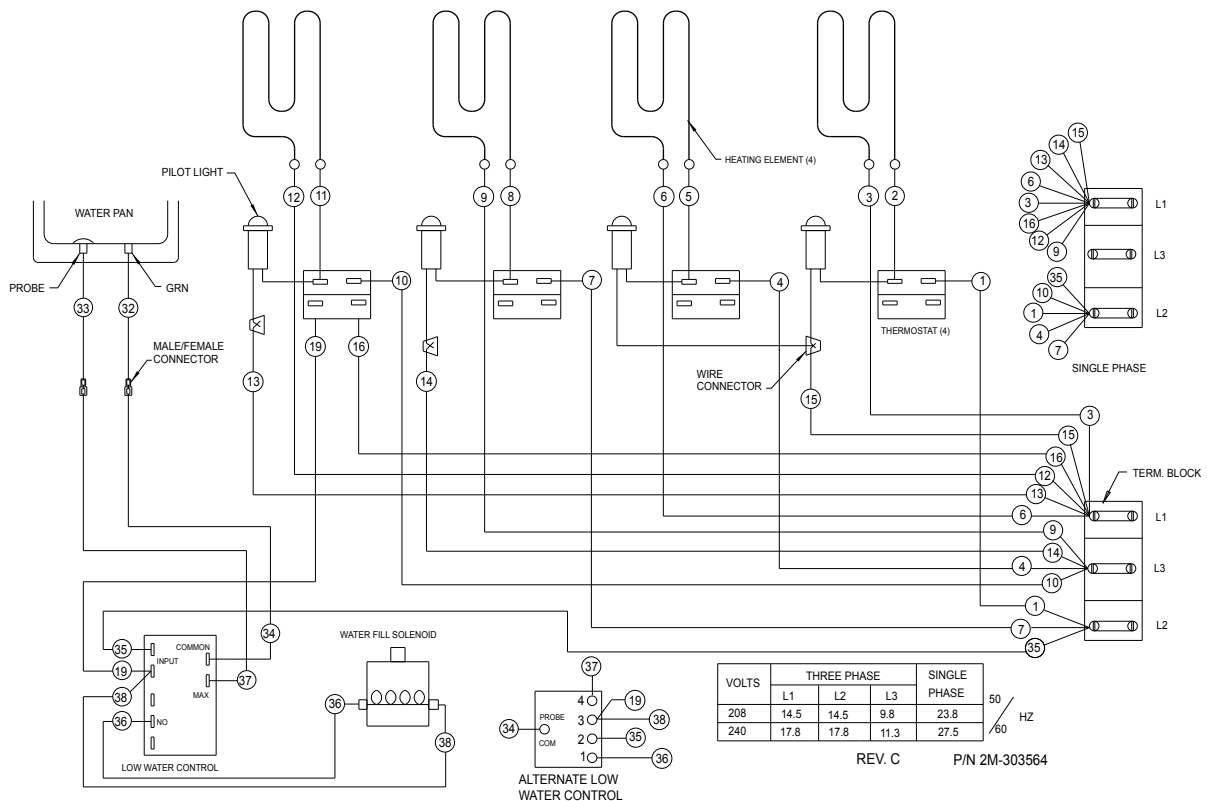 HEATING ELEMENT (4)
PILOT LIGHT
12
11
9
8
6
5
3
2
15
14
13
6
3
16
12
9
L1
L3
35
10
1
4
7
L2
SINGLE PHASE
WATER PAN
PROBE
GRN
33
32
10
7
4
1
THERMOSTAT (4)
MALE/FEMALE
CONNECTOR
19
16
13
14
WIRE
CONNECTOR
15
3
15
16
12
13
6
TERM. BLOCK
L1
9
14
4
10
L3
1
7
35
L2
34
35
COMMON
INPUT
19
MAX
37
38
36
NO
LOW WATER CONTROL
WATER FILL SOLENOID
36
38
37
4
19
PROBE
3
38
34
COM
2
35
1
36
ALTERNATE LOW
WATER CONTROL
VOLTS THREE PHASE SINGLE PHASE
L1 L2 L3
208 14.5 14.5 9.8 23.8
240 17.8 17.8 11.3 27.5
50/60 HZ
REV. C P/N 2M-303564